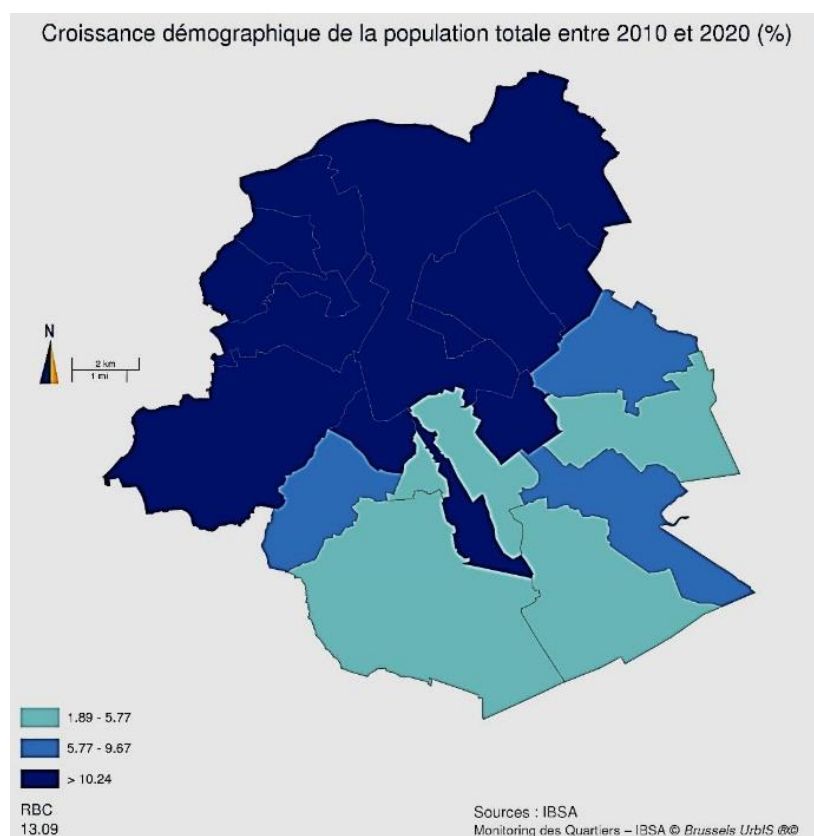 Croissance démographique de la population totale entre 2010 et 2020 (%)
N
2 km
1 mi
1.89 - 5.77
5.77 - 9.67
> 10.24
RBC
13.09
Sources : IBSA
Monitoring des Quartiers – IBSA © Brussels UrbIS ®©